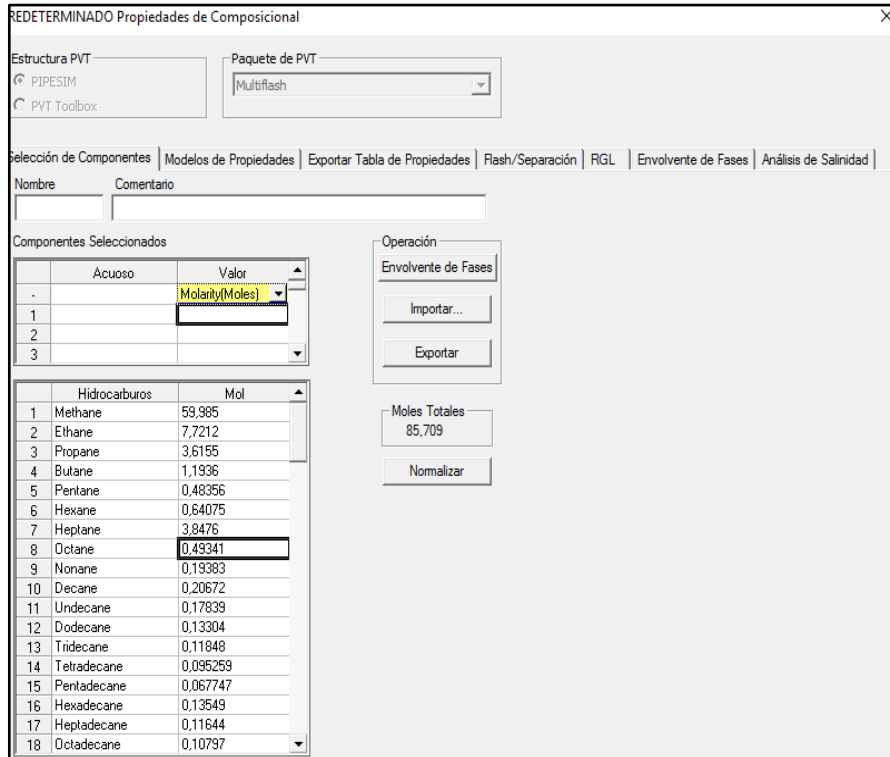 REDETERMINADO Propiedades de Composicional
Estructura PVT
PIPESIM
PVT Toolbox
Paquete de PVT
Multiflash
Selección de Componentes Modelos de Propiedades Exportar Tabla de Propiedades Flash/Separación RGL Envolvente de Fases Análisis de Salinidad
Nombre Comentario
Componentes Seleccionados
Acuoso Valor
- Molarity(Moles)
1
2
3
Operación
Envolvente de Fases
Importar...
Exportar
Hidrocarburos Mol
1 Methane 59,985
2 Ethane 7,7212
3 Propane 3,6155
4 Butane 1,1936
5 Pentane 0,48356
6 Hexane 0,64075
7 Heptane 3,8476
8 Octane 0,49341
9 Nonane 0,19383
10 Decane 0,20672
11 Undecane 0,17839
12 Dodecane 0,13304
13 Tridecane 0,11848
14 Tetradecane 0,095259
15 Pentadecane 0,067747
16 Hexadecane 0,13549
17 Heptadecane 0,11644
18 Octadecane 0,10797
Moles Totales
85,709
Normalizar